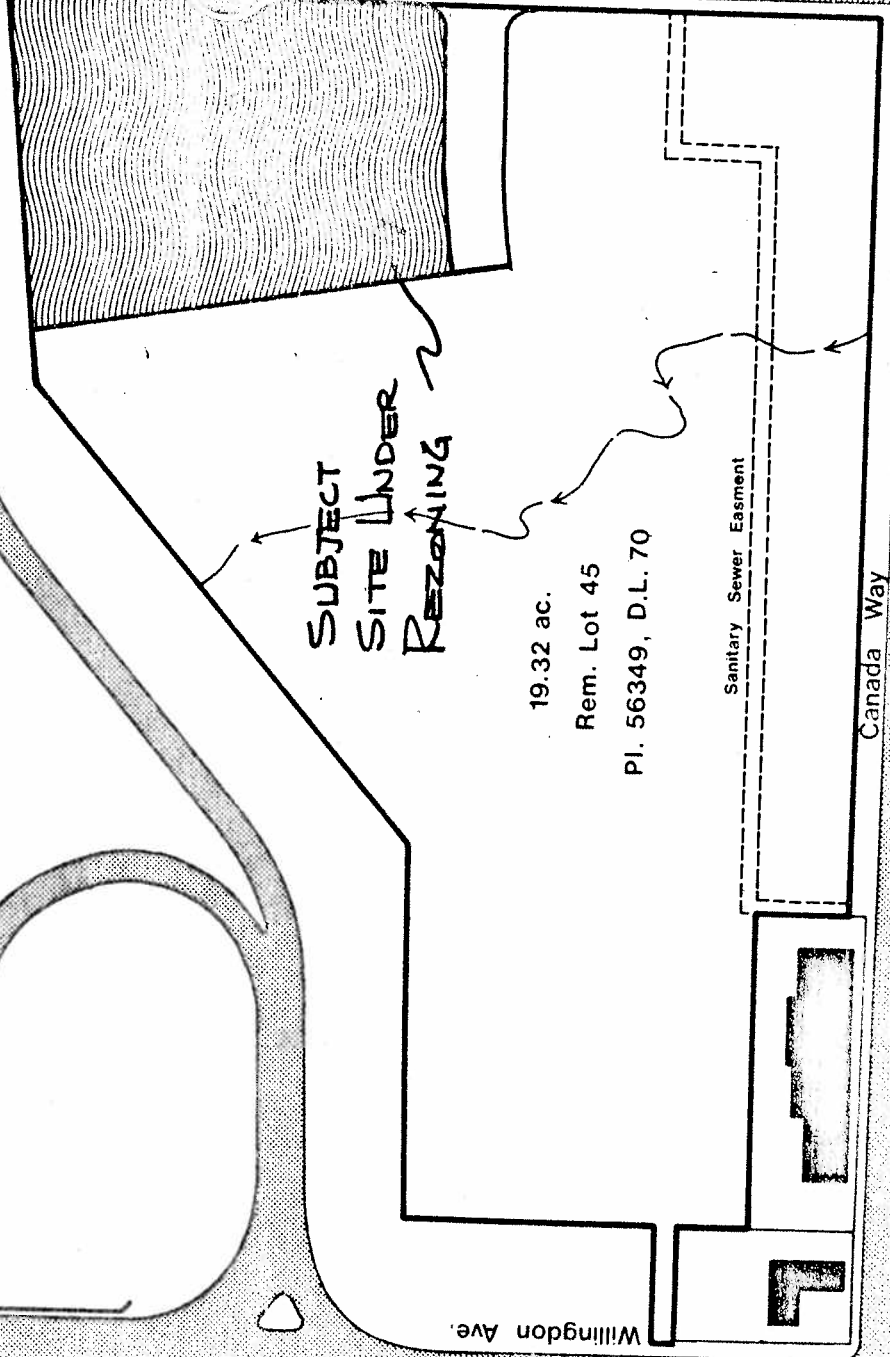 SUBJECT
SITE UNDER
REZONING
19.32 ac.
Rem. Lot 45
Pl. 56349, D.L. 70
Sanitary Sewer Easment
Canada Way
Willingdon Ave.